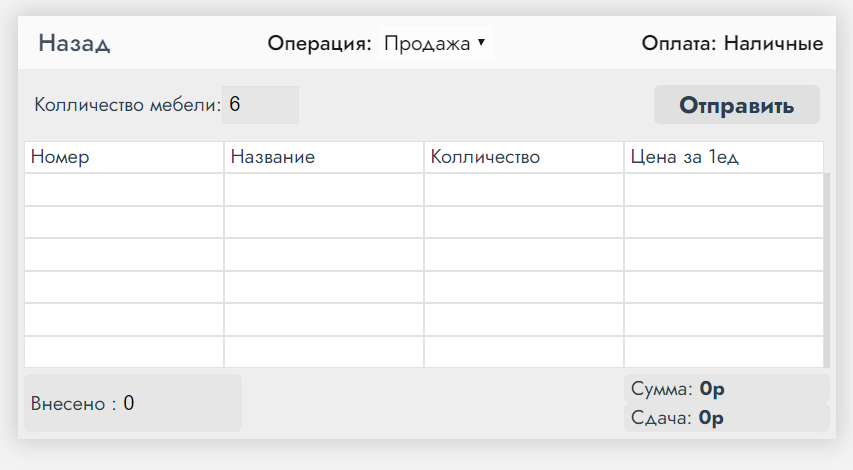 Назад Операция: Продажа ▼ Оплата: Наличные
Колличество мебели: 6 Отправить
Номер Название Колличество Цена за 1ед
Внесено : 0 Сумма: 0р
Сдача: 0р